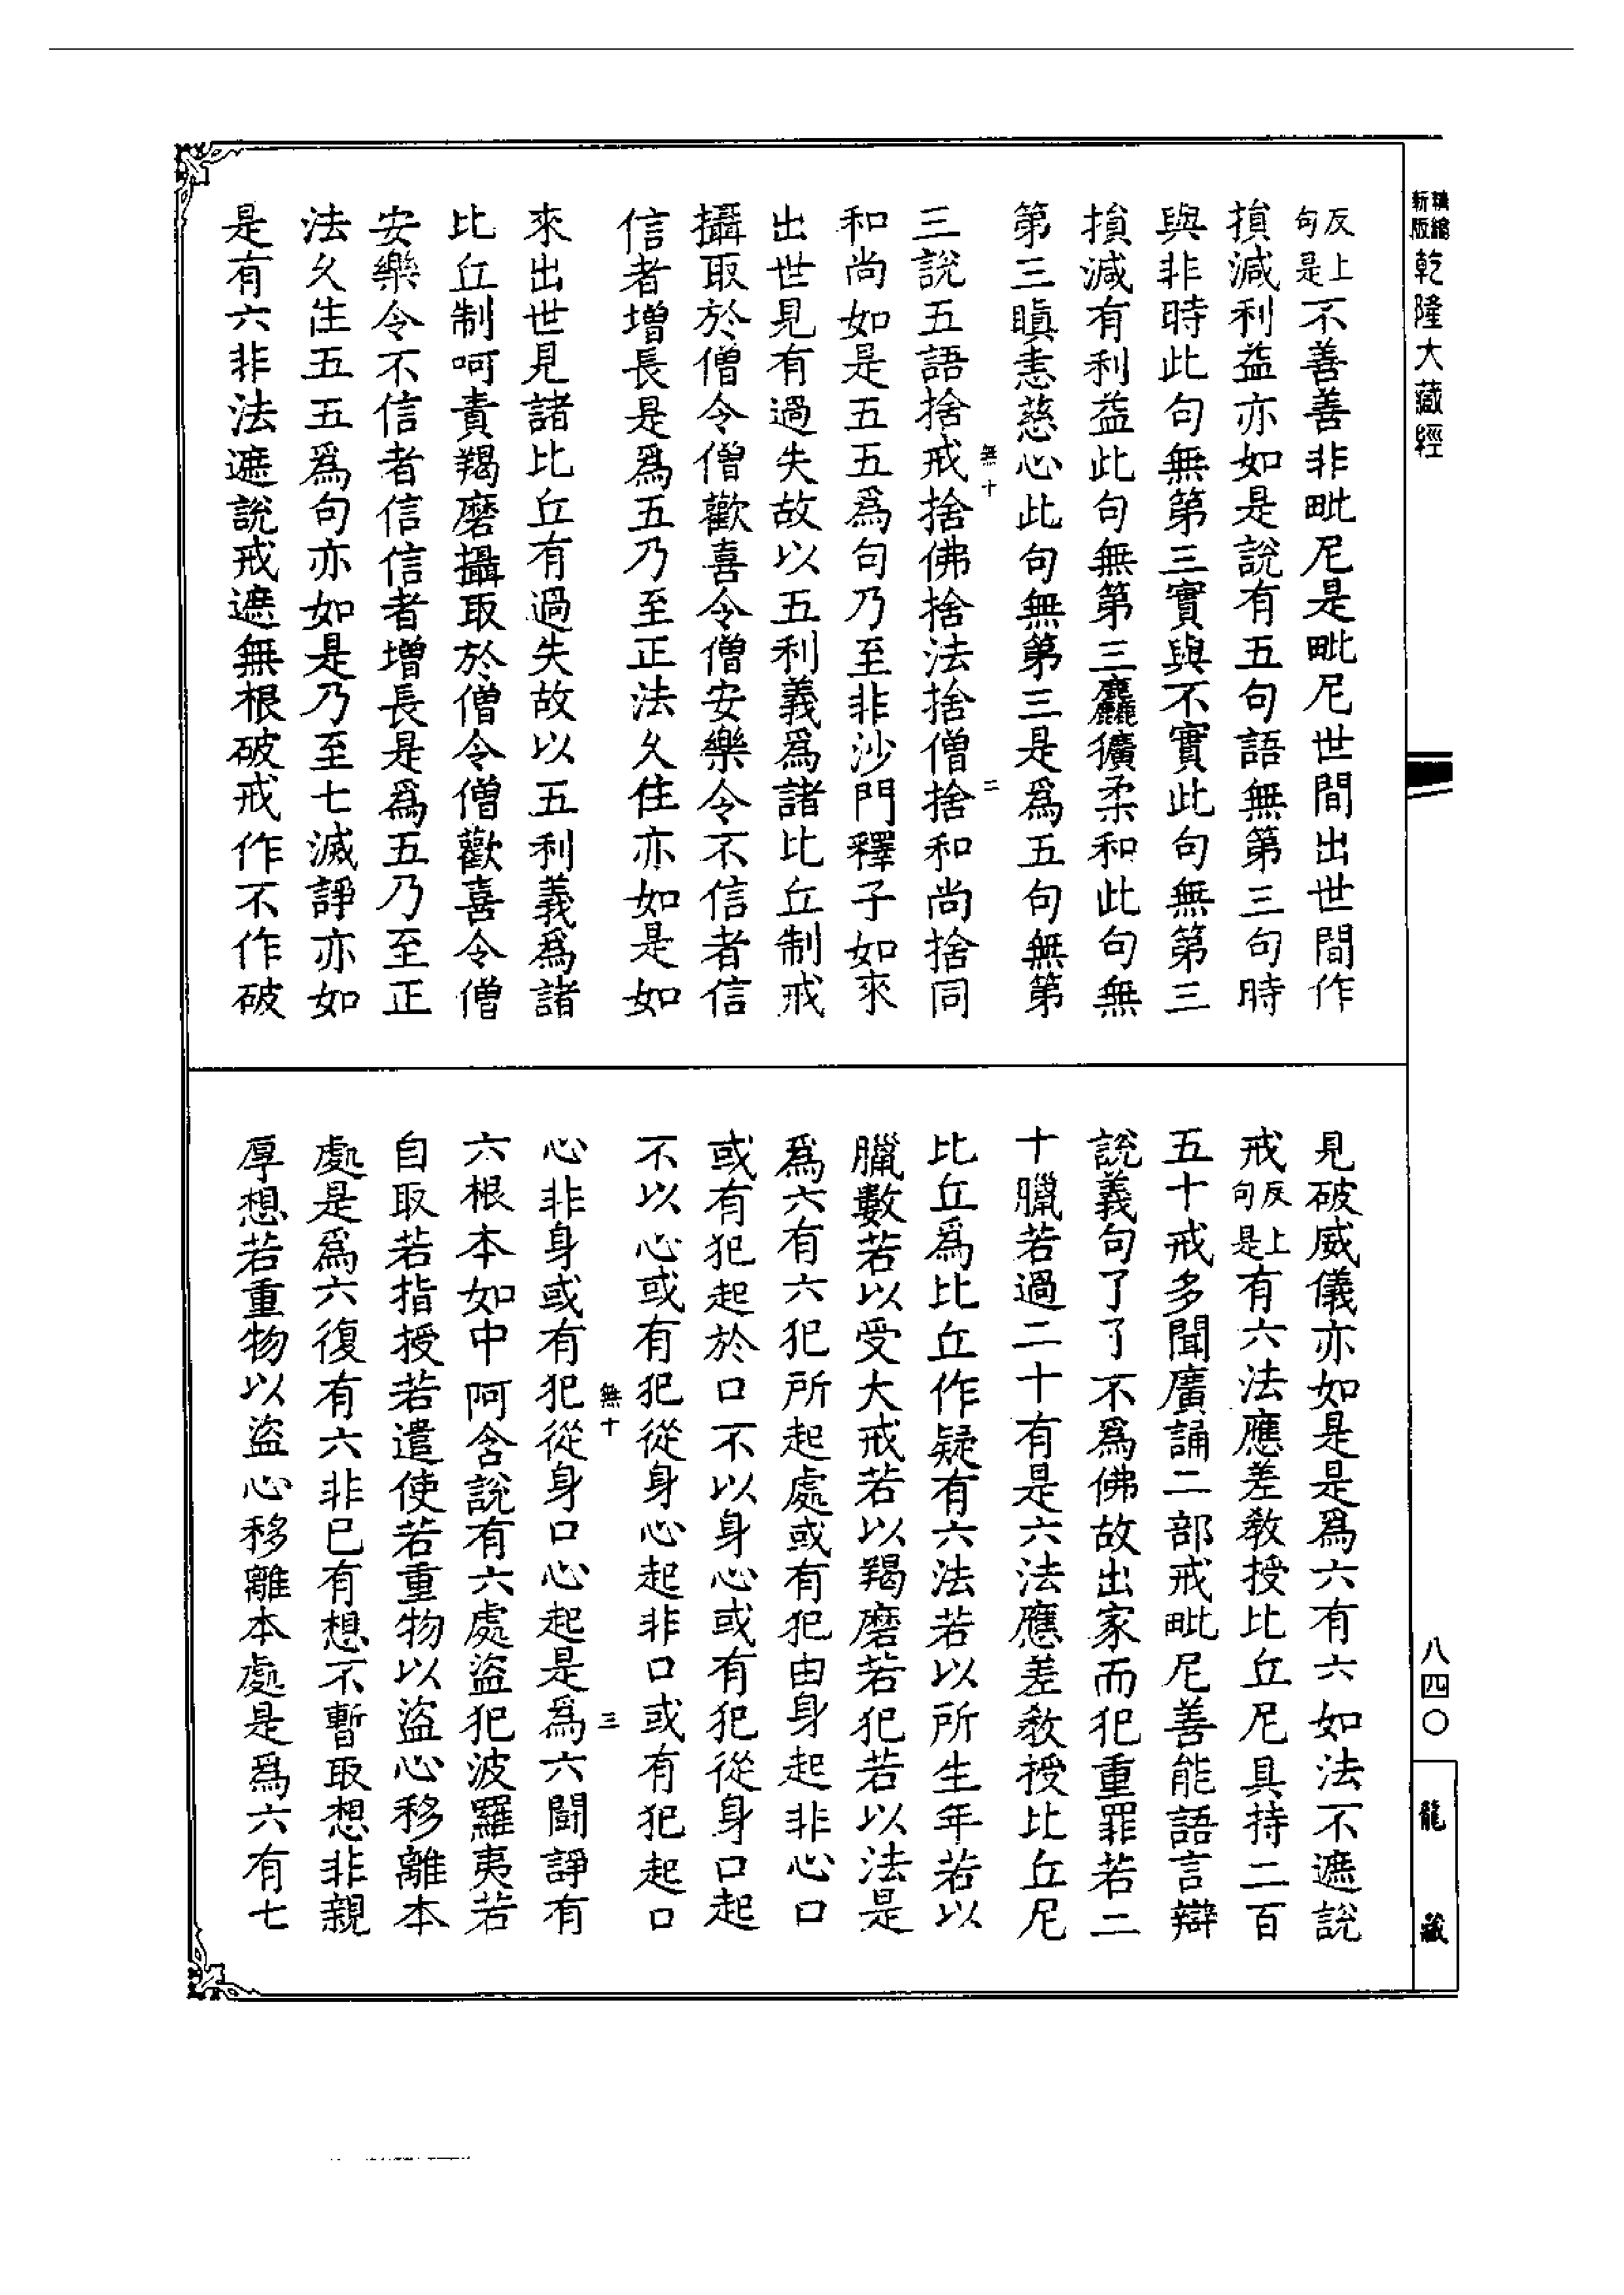 新版
精縮
乾隆大藏經
八四〇
龍藏
反上句是不善善非毗尼是毗尼世間出世間作
損減利益亦如是說有五句語無第三句時
與非時此句無第三實與不實此句無第三
損減有利益此句無第三麤獷柔和此句無
第三瞋恚慈心此句無第三是為五句無第
無十
二
三說五語捨戒捨佛捨法捨僧捨和尚捨同
和尚如是五五為句乃至非沙門釋子如來
出世見有過失故以五利義為諸比丘制戒
攝取於僧令僧歡喜令僧安樂令不信者信
信者增長是為五乃至正法久住亦如是如
來出世見諸比丘有過失故以五利義為諸
比丘制呵責羯磨攝取於僧令僧歡喜令僧
安樂令不信者信信者增長是為五乃至正
法久住五五為句亦如是乃至七滅諍亦如
是有六非法遮說戒遮無根破戒作不作破
見破威儀亦如是是為六有六如法不遮說
戒反上句是有六法應差教授比丘尼具持二百
五十戒多聞廣誦二部戒毗尼善能語言辯
說義句了了不為佛故出家而犯重罪若二
十臘若過二十有是六法應差教授比丘尼
比丘為比丘作疑有六法若以所生年若以
臘數若以受大戒若以羯磨若犯若以法是
為六有六犯所起處或有犯由身起非心口
或有犯起於口不以身心或有犯從身口起
不以心或有犯從身心起非口或有犯起口
無十
三
心非身或有犯從身口心起是為六鬪諍有
六根本如中阿含說有六處盜犯波羅夷若
自取若指授若遣使若重物以盜心移離本
處是為六復有六非已有想不暫取想非親
厚想若重物以盜心移離本處是為六有七